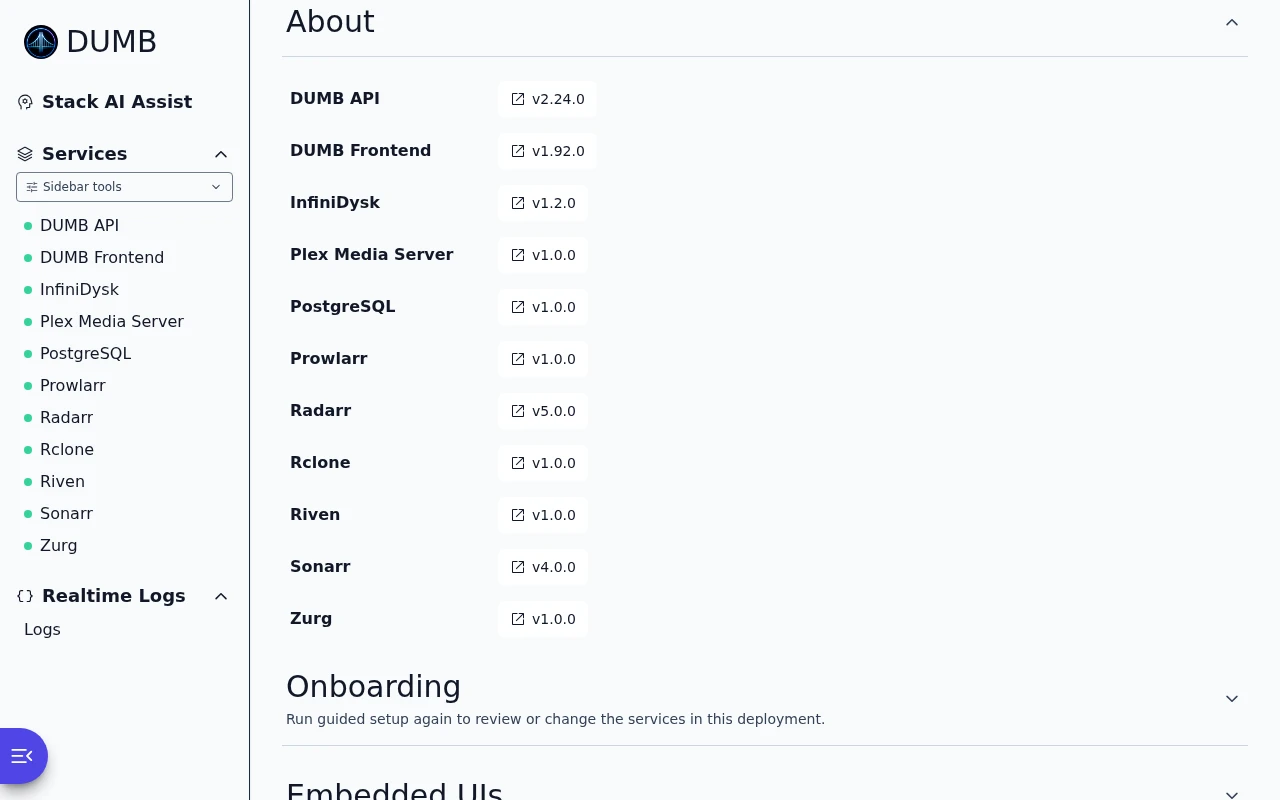 DUMB
Stack AI Assist
Services
Sidebar tools
DUMB API
DUMB Frontend
InfiniDysk
Plex Media Server
PostgreSQL
Prowlarr
Radarr
Rclone
Riven
Sonarr
Zurg
Realtime Logs
Logs
About
DUMB API v2.24.0
DUMB Frontend v1.92.0
InfiniDysk v1.2.0
Plex Media Server v1.0.0
PostgreSQL v1.0.0
Prowlarr v1.0.0
Radarr v5.0.0
Rclone v1.0.0
Riven v1.0.0
Sonarr v4.0.0
Zurg v1.0.0
Onboarding
Run guided setup again to review or change the services in this deployment.
Embedded UIs